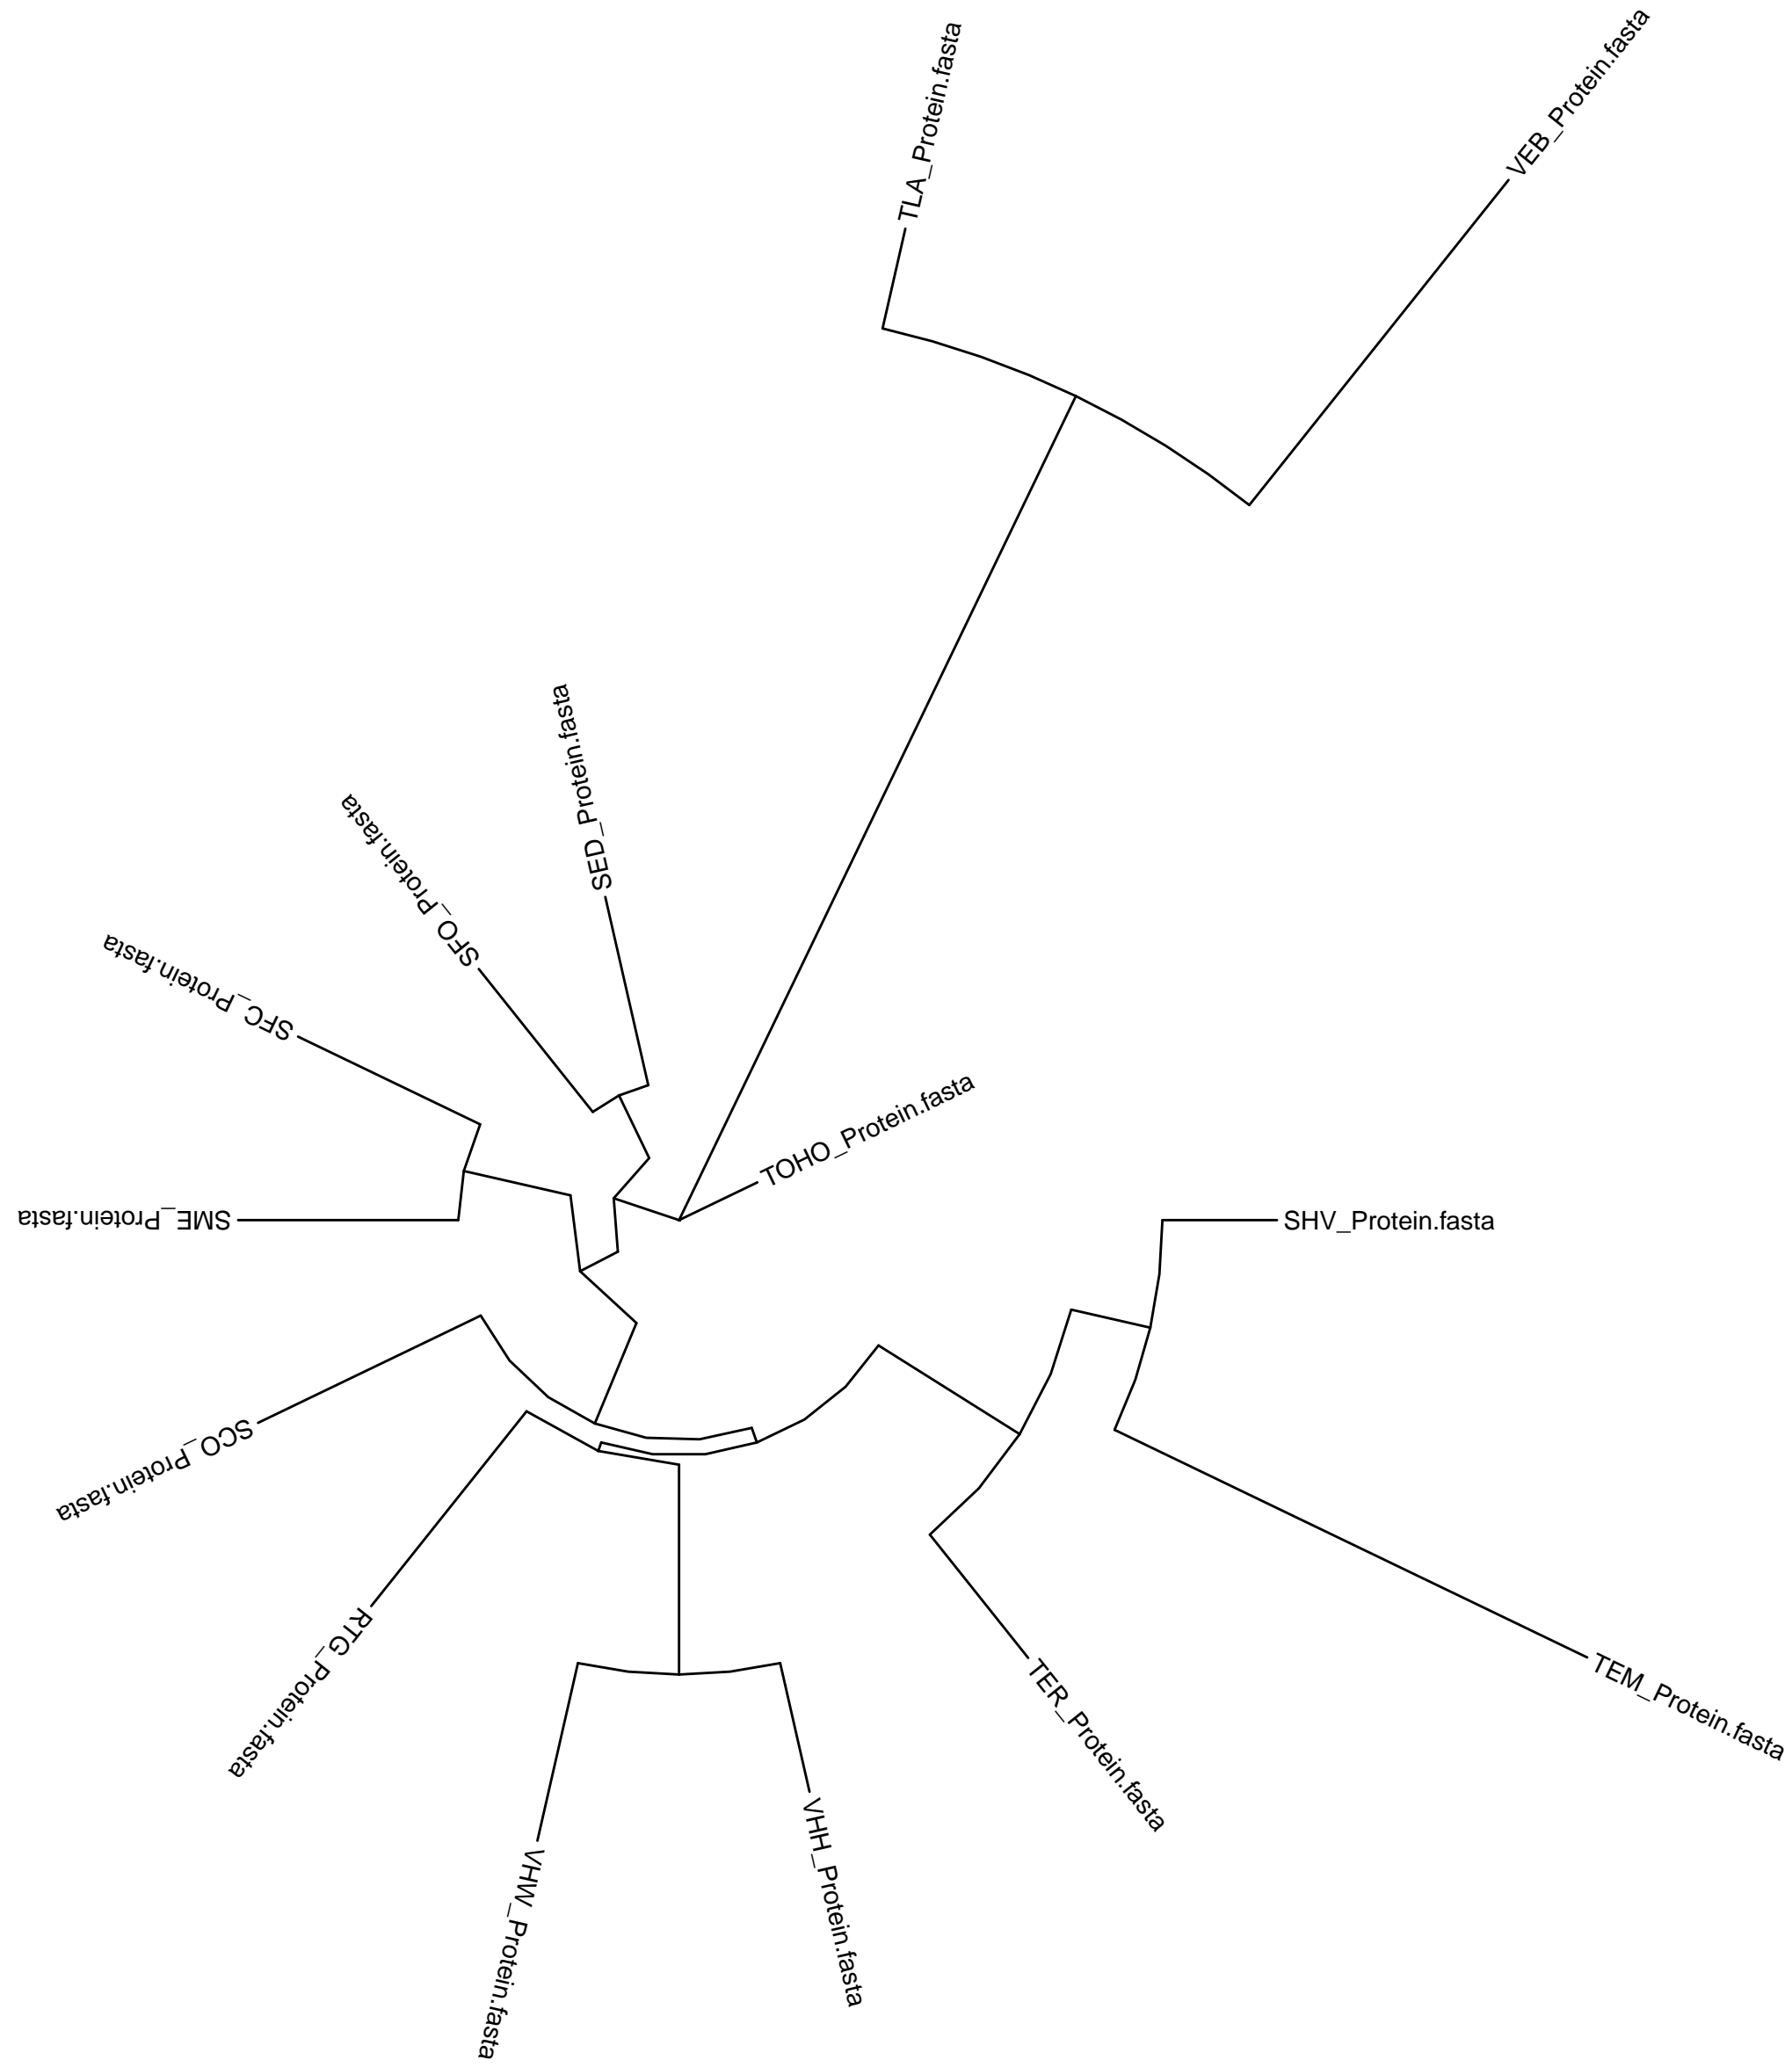 TLA_Protein.fasta
VEB_Protein.fasta
SED_Protein.fasta
SFO_Protein.fasta
SFC_Protein.fasta
TOHO_Protein.fasta
SME_Protein.fasta
SHV_Protein.fasta
SCO_Protein.fasta
RTG_Protein.fasta
TER_Protein.fasta
TEM_Protein.fasta
VHW_Protein.fasta
VHH_Protein.fasta